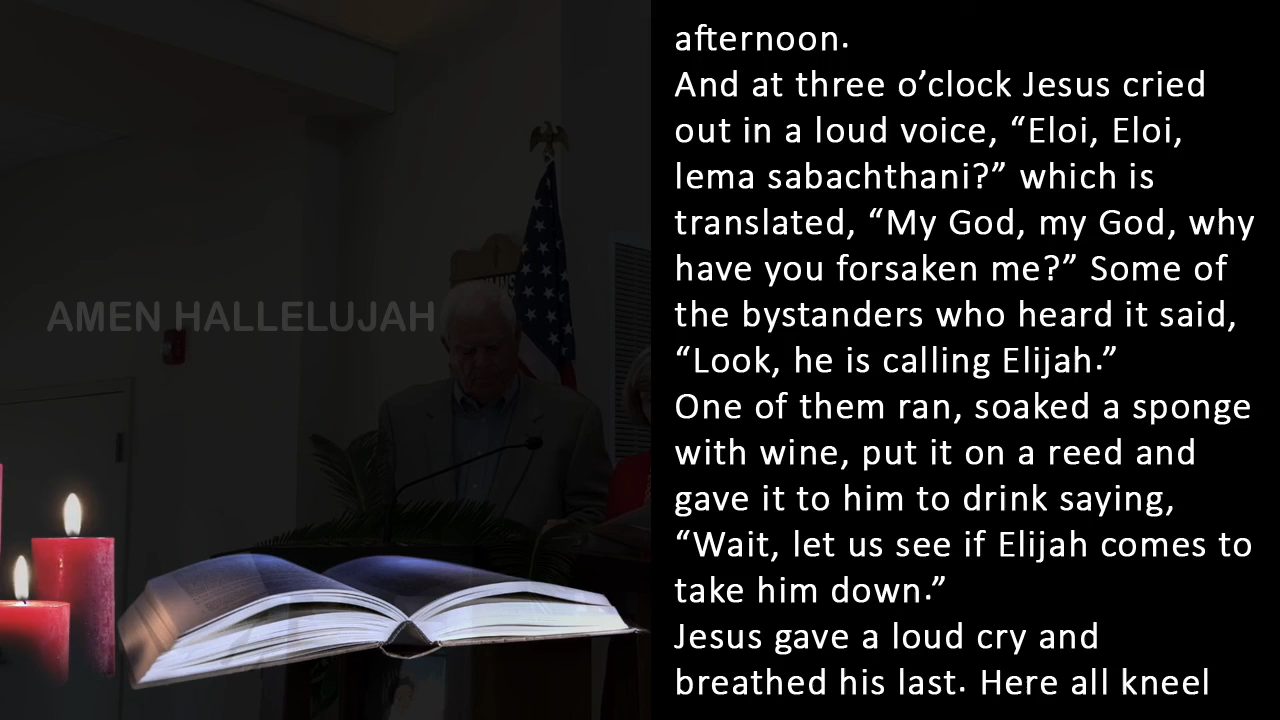 AMEN HALLELUJAH
afternoon.
And at three o’clock Jesus cried
out in a loud voice, “Eloi, Eloi,
lema sabachthani?” which is
translated, “My God, my God, why
have you forsaken me?” Some of
the bystanders who heard it said,
“Look, he is calling Elijah.”
One of them ran, soaked a sponge
with wine, put it on a reed and
gave it to him to drink saying,
“Wait, let us see if Elijah comes to
take him down.”
Jesus gave a loud cry and
breathed his last. Here all kneel